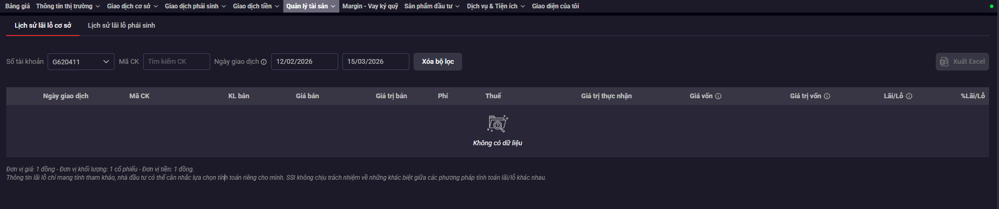 Bảng giá Thông tin thị trường Giao dịch cơ sở Giao dịch phái sinh Giao dịch tiền Quản lý tài sản Margin - Vay ký quỹ Sản phẩm đầu tư Dịch vụ & Tiện ích Giao diện của tôi
Lịch sử lãi lỗ cơ sở Lịch sử lãi lỗ phái sinh
Số tài khoản G620411 Mã CK Tìm kiếm CK Ngày giao dịch 12/02/2026 15/03/2026 Xóa bộ lọc Xuất Excel
Ngày giao dịch Mã CK KL bán Giá bán Giá trị bán Phí Thuế Giá trị thực nhận Giá vốn Giá trị vốn Lãi/Lỗ %Lãi/Lỗ
Không có dữ liệu
Đơn vị giá: 1 đồng - Đơn vị khối lượng: 1 cổ phiếu - Đơn vị tiền: 1 đồng.
Thông tin lãi lỗ chỉ mang tính tham khảo, nhà đầu tư có thể cân nhắc lựa chọn tính toán riêng cho mình. SSI không chịu trách nhiệm về những khác biệt giữa các phương pháp tính toán lãi/lỗ khác nhau.